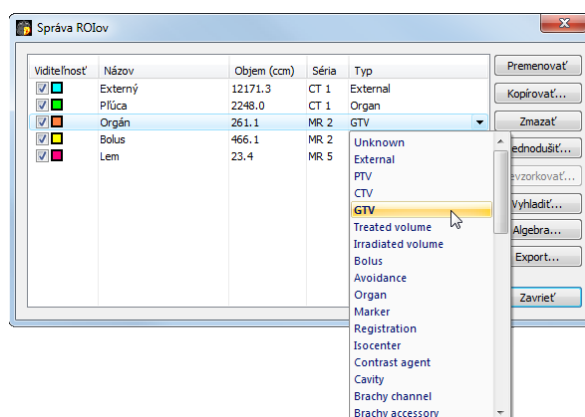 Správa ROIov
Viditeľnosť Názov Objem (ccm) Séria Typ
Externý 12171.3 CT 1 External
Pľúca 2248.0 CT 1 Organ
Orgán 261.1 MR 2 GTV
Bolus 466.1 MR 2
Lem 23.4 MR 5
Unknown
External
PTV
CTV
GTV
Treated volume
Irradiated volume
Bolus
Avoidance
Organ
Marker
Registration
Isocenter
Contrast agent
Cavity
Brachy channel
Brachy accessory
Premenovať
Kopírovať...
Zmazať
ednodušiť...
evzorkovať...
Vyhladiť...
Algebra...
Export...
Zavrieť